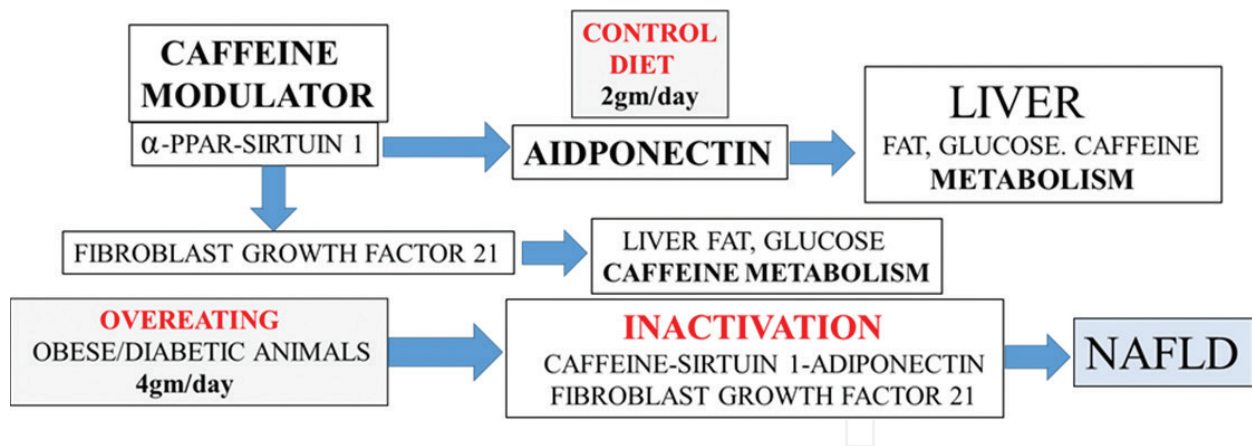 CAFFEINE
MODULATOR
α-PPAR-SIRTUIN 1
CONTROL
DIET
2gm/day
AIDPONECTIN
LIVER
FAT, GLUCOSE. CAFFEINE
METABOLISM
FIBROBLAST GROWTH FACTOR 21
LIVER FAT, GLUCOSE
CAFFEINE METABOLISM
OVEREATING
OBESE/DIABETIC ANIMALS
4gm/day
INACTIVATION
CAFFEINE-SIRTUIN 1-ADIPONECTIN
FIBROBLAST GROWTH FACTOR 21
NAFLD